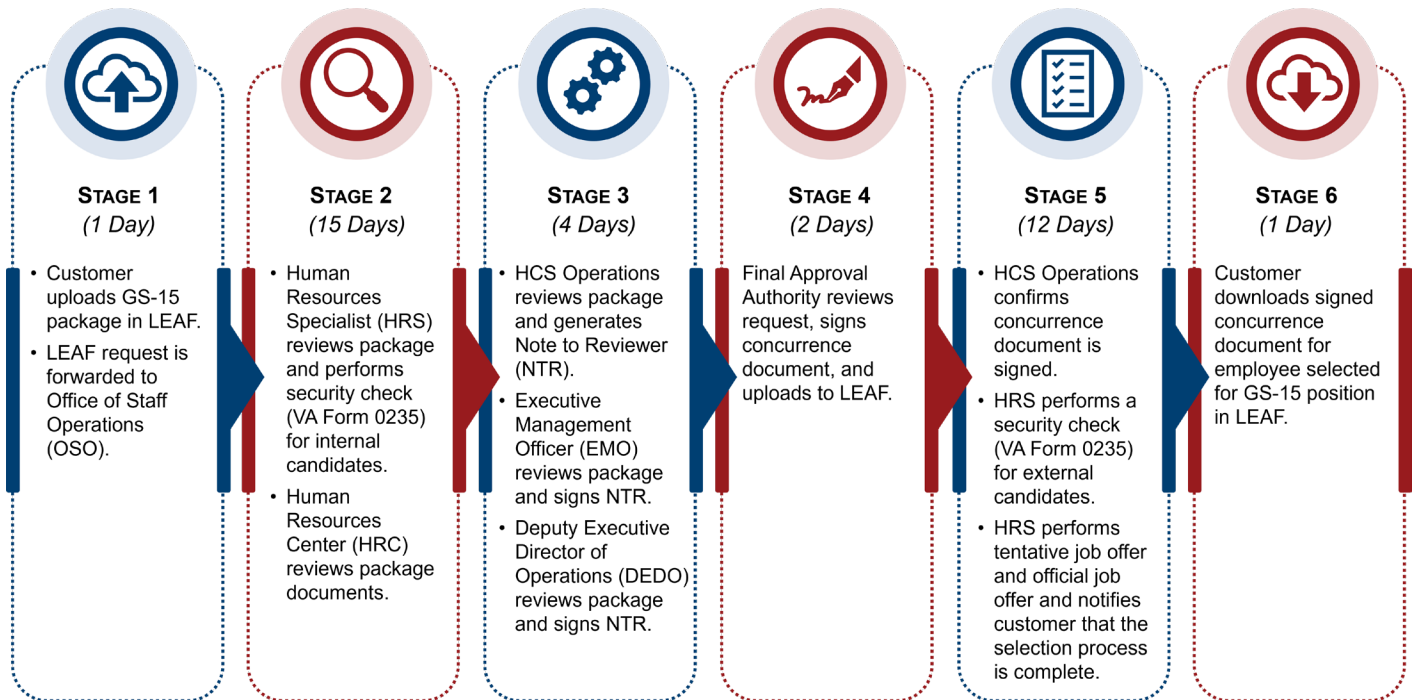 STAGE 1
(1 Day)
• Customer
uploads GS-15
package in LEAF.
• LEAF request is
forwarded to
Office of Staff
Operations
(OSO).
STAGE 2
(15 Days)
• Human
Resources
Specialist (HRS)
reviews package
and performs
security check
(VA Form 0235)
for internal
candidates.
• Human
Resources
Center (HRC)
reviews package
documents.
STAGE 3
(4 Days)
• HCS Operations
reviews package
and generates
Note to Reviewer
(NTR).
• Executive
Management
Officer (EMO)
reviews package
and signs NTR.
• Deputy Executive
Director of
Operations (DEDO)
reviews package
and signs NTR.
STAGE 4
(2 Days)
Final Approval
Authority reviews
request, signs
concurrence
document, and
uploads to LEAF.
STAGE 5
(12 Days)
• HCS Operations
confirms
concurrence
document is
signed.
• HRS performs a
security check
(VA Form 0235)
for external
candidates.
• HRS performs
tentative job offer
and official job
offer and notifies
customer that the
selection process
is complete.
STAGE 6
(1 Day)
Customer
downloads signed
concurrence
document for
employee selected
for GS-15 position
in LEAF.